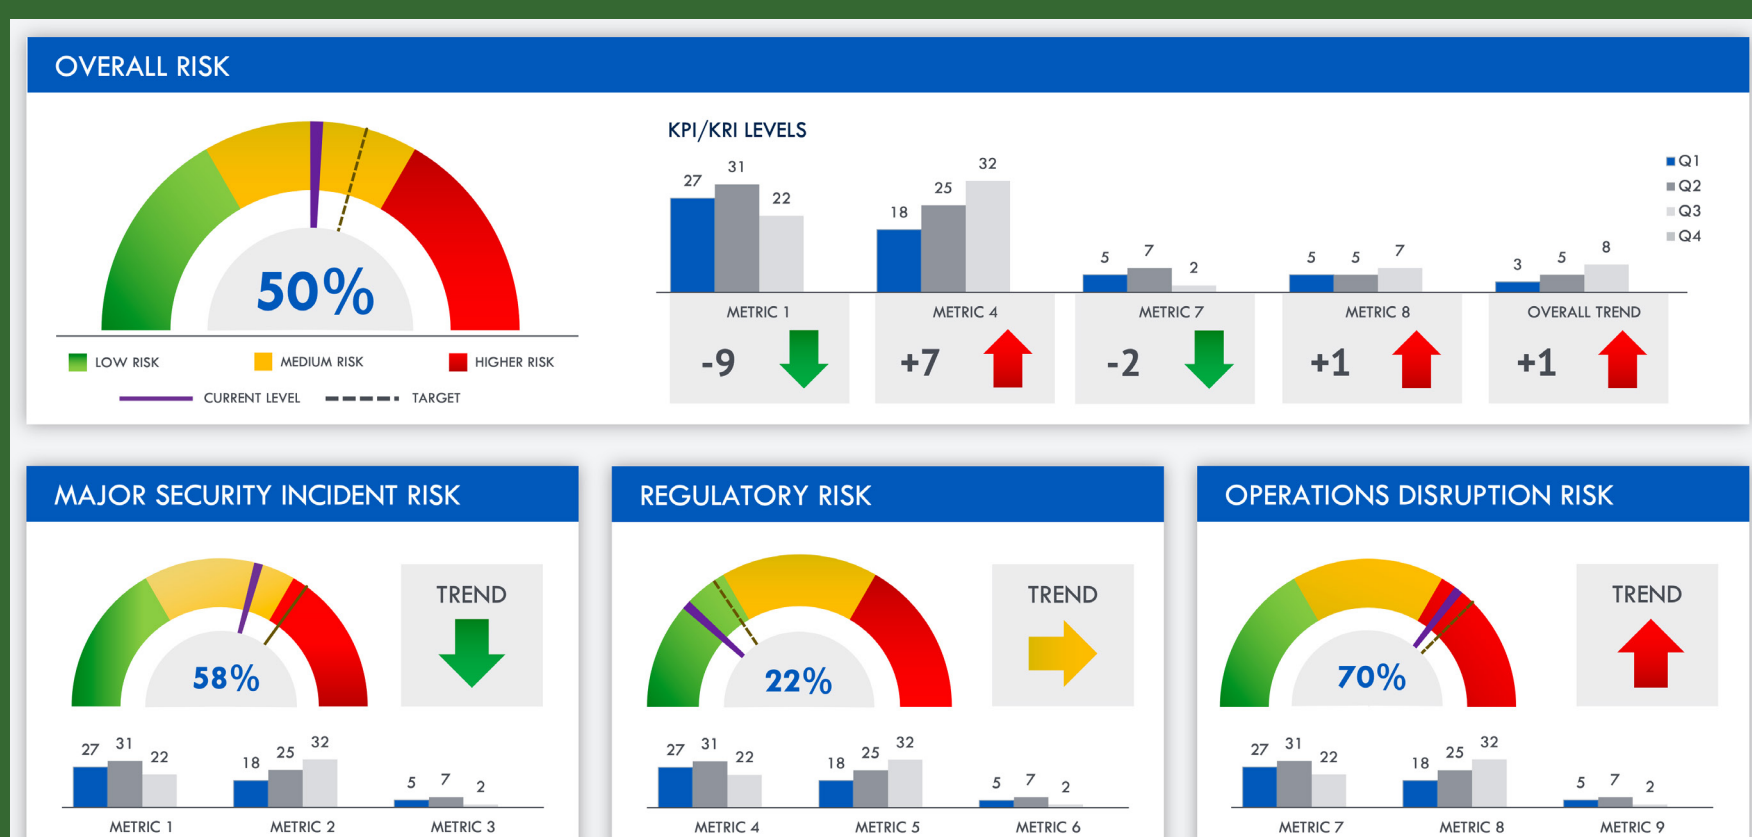 OVERALL RISK
50%
LOW RISK MEDIUM RISK HIGHER RISK
CURRENT LEVEL TARGET
KPI/KRI LEVELS
27 31 22 18 25 32 5 7 2 5 5 7 3 5 8
Q1
Q2
Q3
Q4
METRIC 1 METRIC 4 METRIC 7 METRIC 8 OVERALL TREND
-9 +7 -2 +1 +1
MAJOR SECURITY INCIDENT RISK
TREND
58%
27 31 22 18 25 32 5 7 2
METRIC 1 METRIC 2 METRIC 3
REGULATORY RISK
TREND
22%
27 31 22 18 25 32 5 7 2
METRIC 4 METRIC 5 METRIC 6
OPERATIONS DISRUPTION RISK
TREND
70%
27 31 22 18 25 32 5 7 2
METRIC 7 METRIC 8 METRIC 9